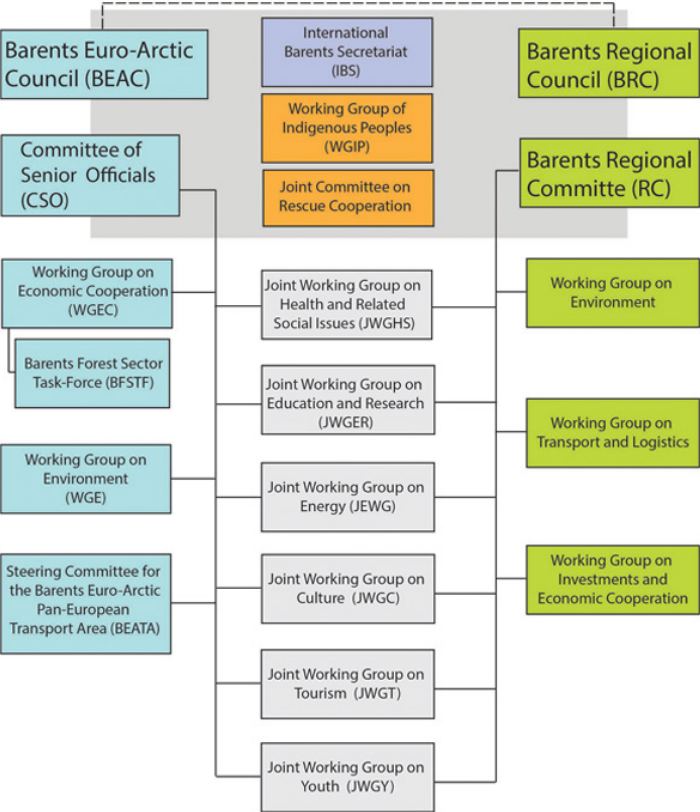 Barents Euro-Arctic
Council (BEAC)
International
Barents Secretariat
(IBS)
Barents Regional
Council (BRC)
Working Group of
Indigenous Peoples
(WGIP)
Committee of
Senior Officials
(CSO)
Joint Committee on
Rescue Cooperation
Barents Regional
Committe (RC)
Working Group on
Economic Cooperation
(WGEC)
Barents Forest Sector
Task-Force (BFSTF)
Working Group on
Environment
(WGE)
Steering Committee for
the Barents Euro-Arctic
Pan-European
Transport Area (BEATA)
Joint Working Group on
Health and Related
Social Issues (JWGHS)
Joint Working Group on
Education and Research
(JWGER)
Joint Working Group on
Energy (JEWG)
Joint Working Group on
Culture (JWGC)
Joint Working Group on
Tourism (JWGT)
Joint Working Group on
Youth (JWGY)
Working Group on
Environment
Working Group on
Transport and Logistics
Working Group on
Investments and
Economic Cooperation